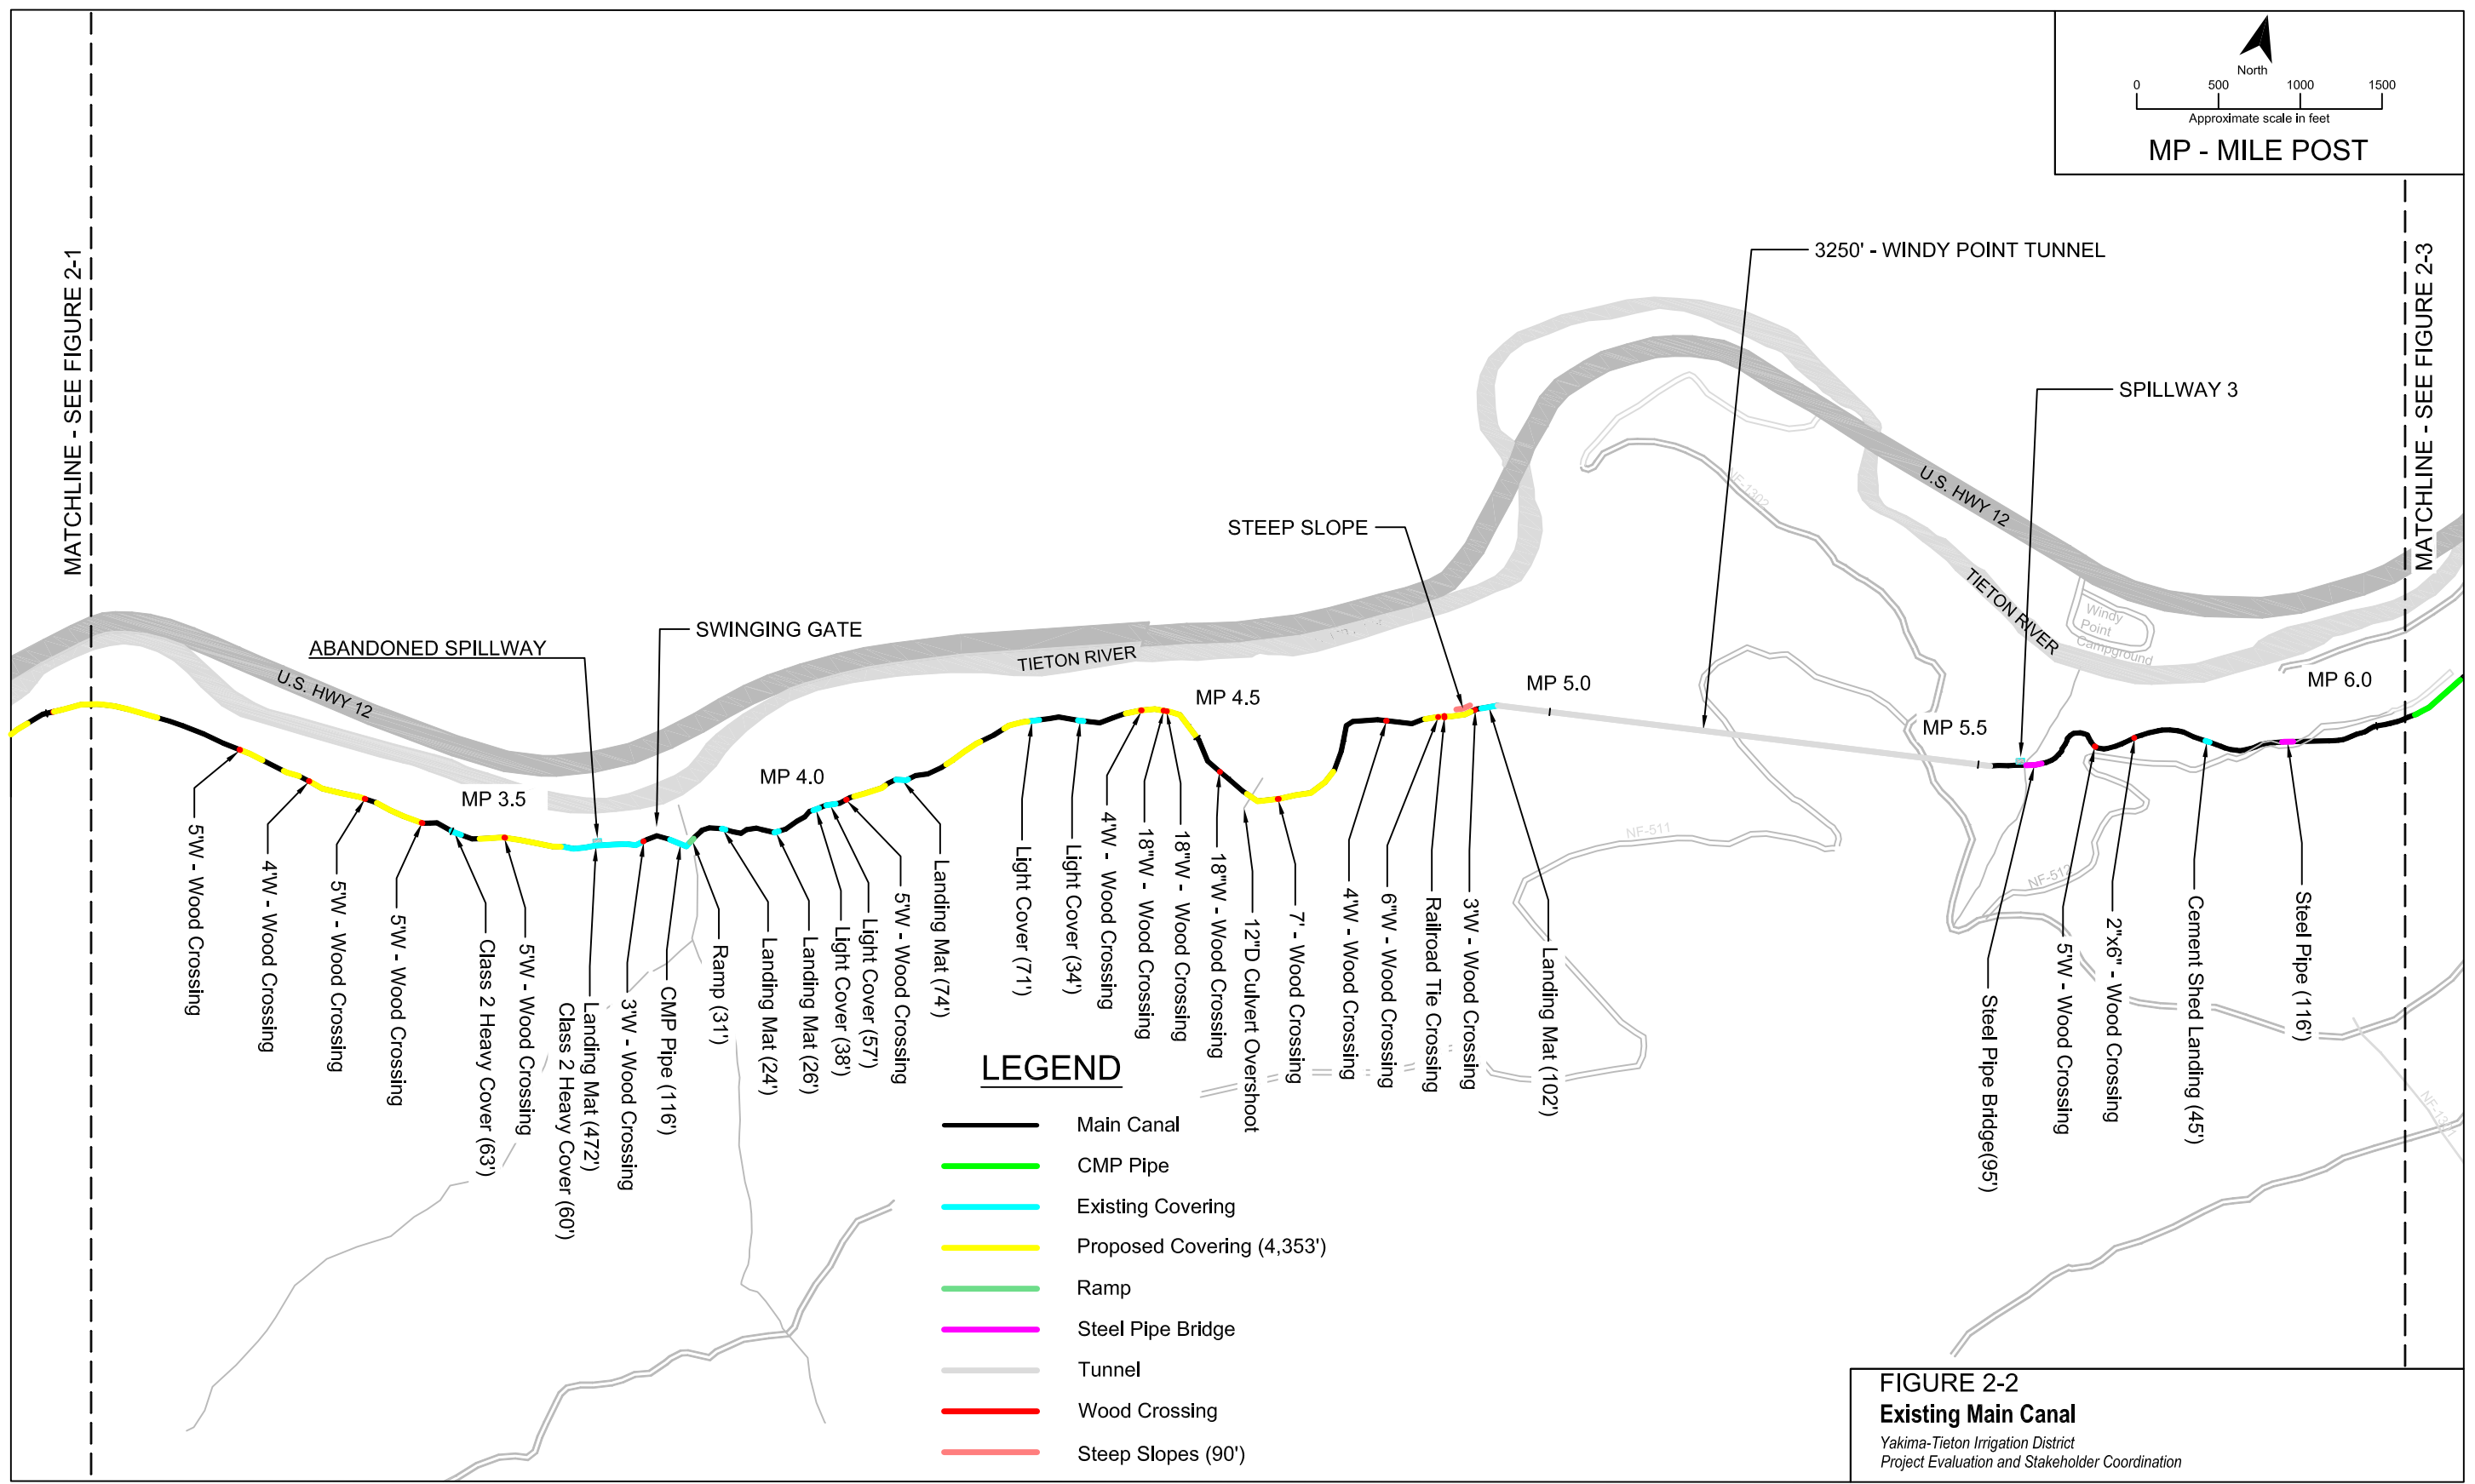 North
0 500 1000 1500
Approximate scale in feet
MP - MILE POST
MATCHLINE - SEE FIGURE 2-1
MATCHLINE - SEE FIGURE 2-3
3250' - WINDY POINT TUNNEL
SPILLWAY 3
STEEP SLOPE
SWINGING GATE
ABANDONED SPILLWAY
U.S. HWY 12
TIETON RIVER
U.S. HWY 12
TIETON RIVER
NF-1302
Windy
Point
Campground
NF-511
NF-512
MP 3.5
MP 4.0
MP 4.5
MP 5.0
MP 5.5
MP 6.0
5'W - Wood Crossing
4'W - Wood Crossing
5'W - Wood Crossing
5'W - Wood Crossing
Class 2 Heavy Cover (63')
5'W - Wood Crossing
Landing Mat (472')
Class 2 Heavy Cover (60')
3'W - Wood Crossing
CMP Pipe (116')
Ramp (31')
Landing Mat (24')
Landing Mat (26')
Light Cover (38')
Light Cover (57')
5'W - Wood Crossing
Landing Mat (74')
Light Cover (71')
Light Cover (34')
4'W - Wood Crossing
18"W - Wood Crossing
18"W - Wood Crossing
18"W - Wood Crossing
12"D Culvert Overshoot
7' - Wood Crossing
4'W - Wood Crossing
6"W - Wood Crossing
Railroad Tie Crossing
3'W - Wood Crossing
Landing Mat (102')
Steel Pipe Bridge(95')
5'W - Wood Crossing
2"x6" - Wood Crossing
Cement Shed Landing (45')
Steel Pipe (116')
LEGEND
Main Canal
CMP Pipe
Existing Covering
Proposed Covering (4,353')
Ramp
Steel Pipe Bridge
Tunnel
Wood Crossing
Steep Slopes (90')
FIGURE 2-2
Existing Main Canal
Yakima-Tieton Irrigation District
Project Evaluation and Stakeholder Coordination